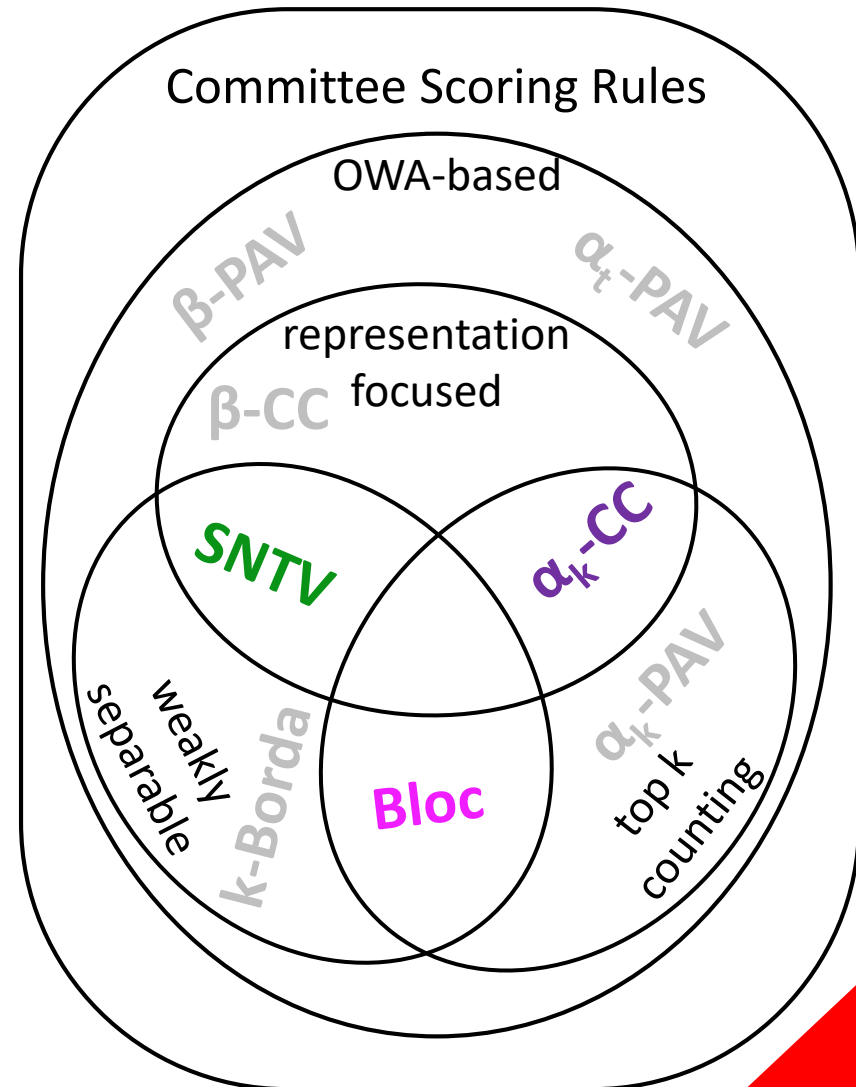 Committee Scoring Rules
OWA-based
β-PAV
αt-PAV
representation
focused
β-CC
SNTV
αk-CC
αk-PAV
weakly
separable
k-Borda
Bloc
top k
counting